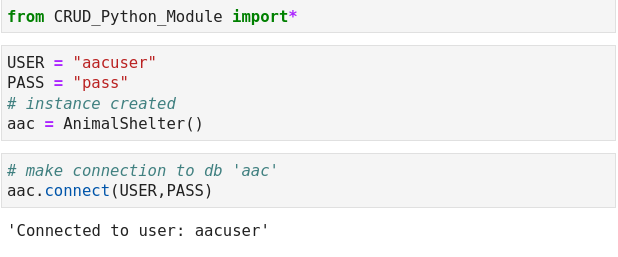 from CRUD_Python_Module import*
USER = "aacuser"
PASS = "pass"
# instance created
aac = AnimalShelter()
# make connection to db 'aac'
aac.connect(USER,PASS)
'Connected to user: aacuser'